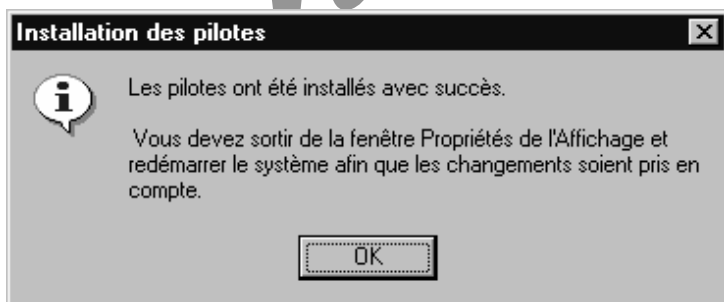 Installation des pilotes
Les pilotes ont été installés avec succès.
Vous devez sortir de la fenêtre Propriétés de l'Affichage et
redémarrer le système afin que les changements soient pris en
compte.
OK